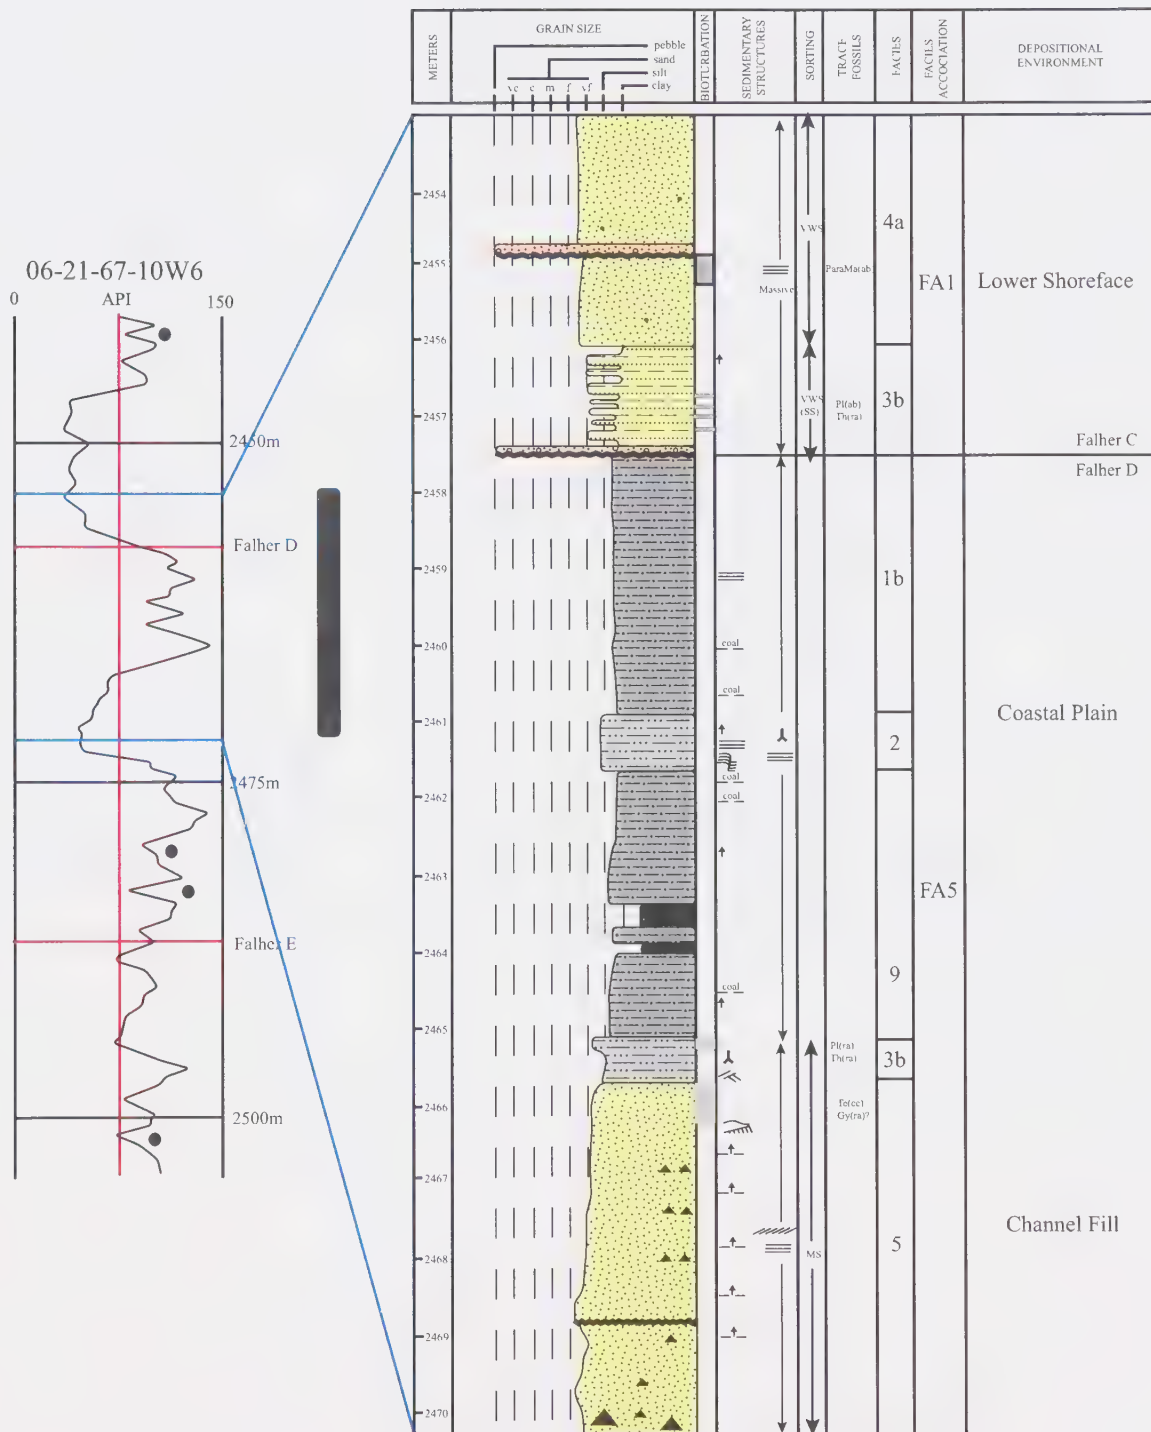 06-21-67-10W6
0 API 150
2450m
Falher D
2475m
Falher E
2500m
METERS
GRAIN SIZE
pebble
sand
silt
clay
vc c m f vf
BIOTURBATION
SEDIMENTARY STRUCTURES
SORTING
TRACE FOSSILS
FACIES
FACIES ACCOCIATION
DEPOSITIONAL ENVIRONMENT
2454
2455
2456
2457
2458
2459
2460
2461
2462
2463
2464
2465
2466
2467
2468
2469
2470
Massive
coal
coal
coal
coal
coal
VWS
VWS
(SS)
MS
ParaMa(ab)
Pl(ab)
Th(ra)
Pl(ra)
Th(ra)
Te(cc)
Gy(ra)?
4a
3b
1b
2
9
3b
5
FA1
FA5
Lower Shoreface
Falher C
Falher D
Coastal Plain
Channel Fill